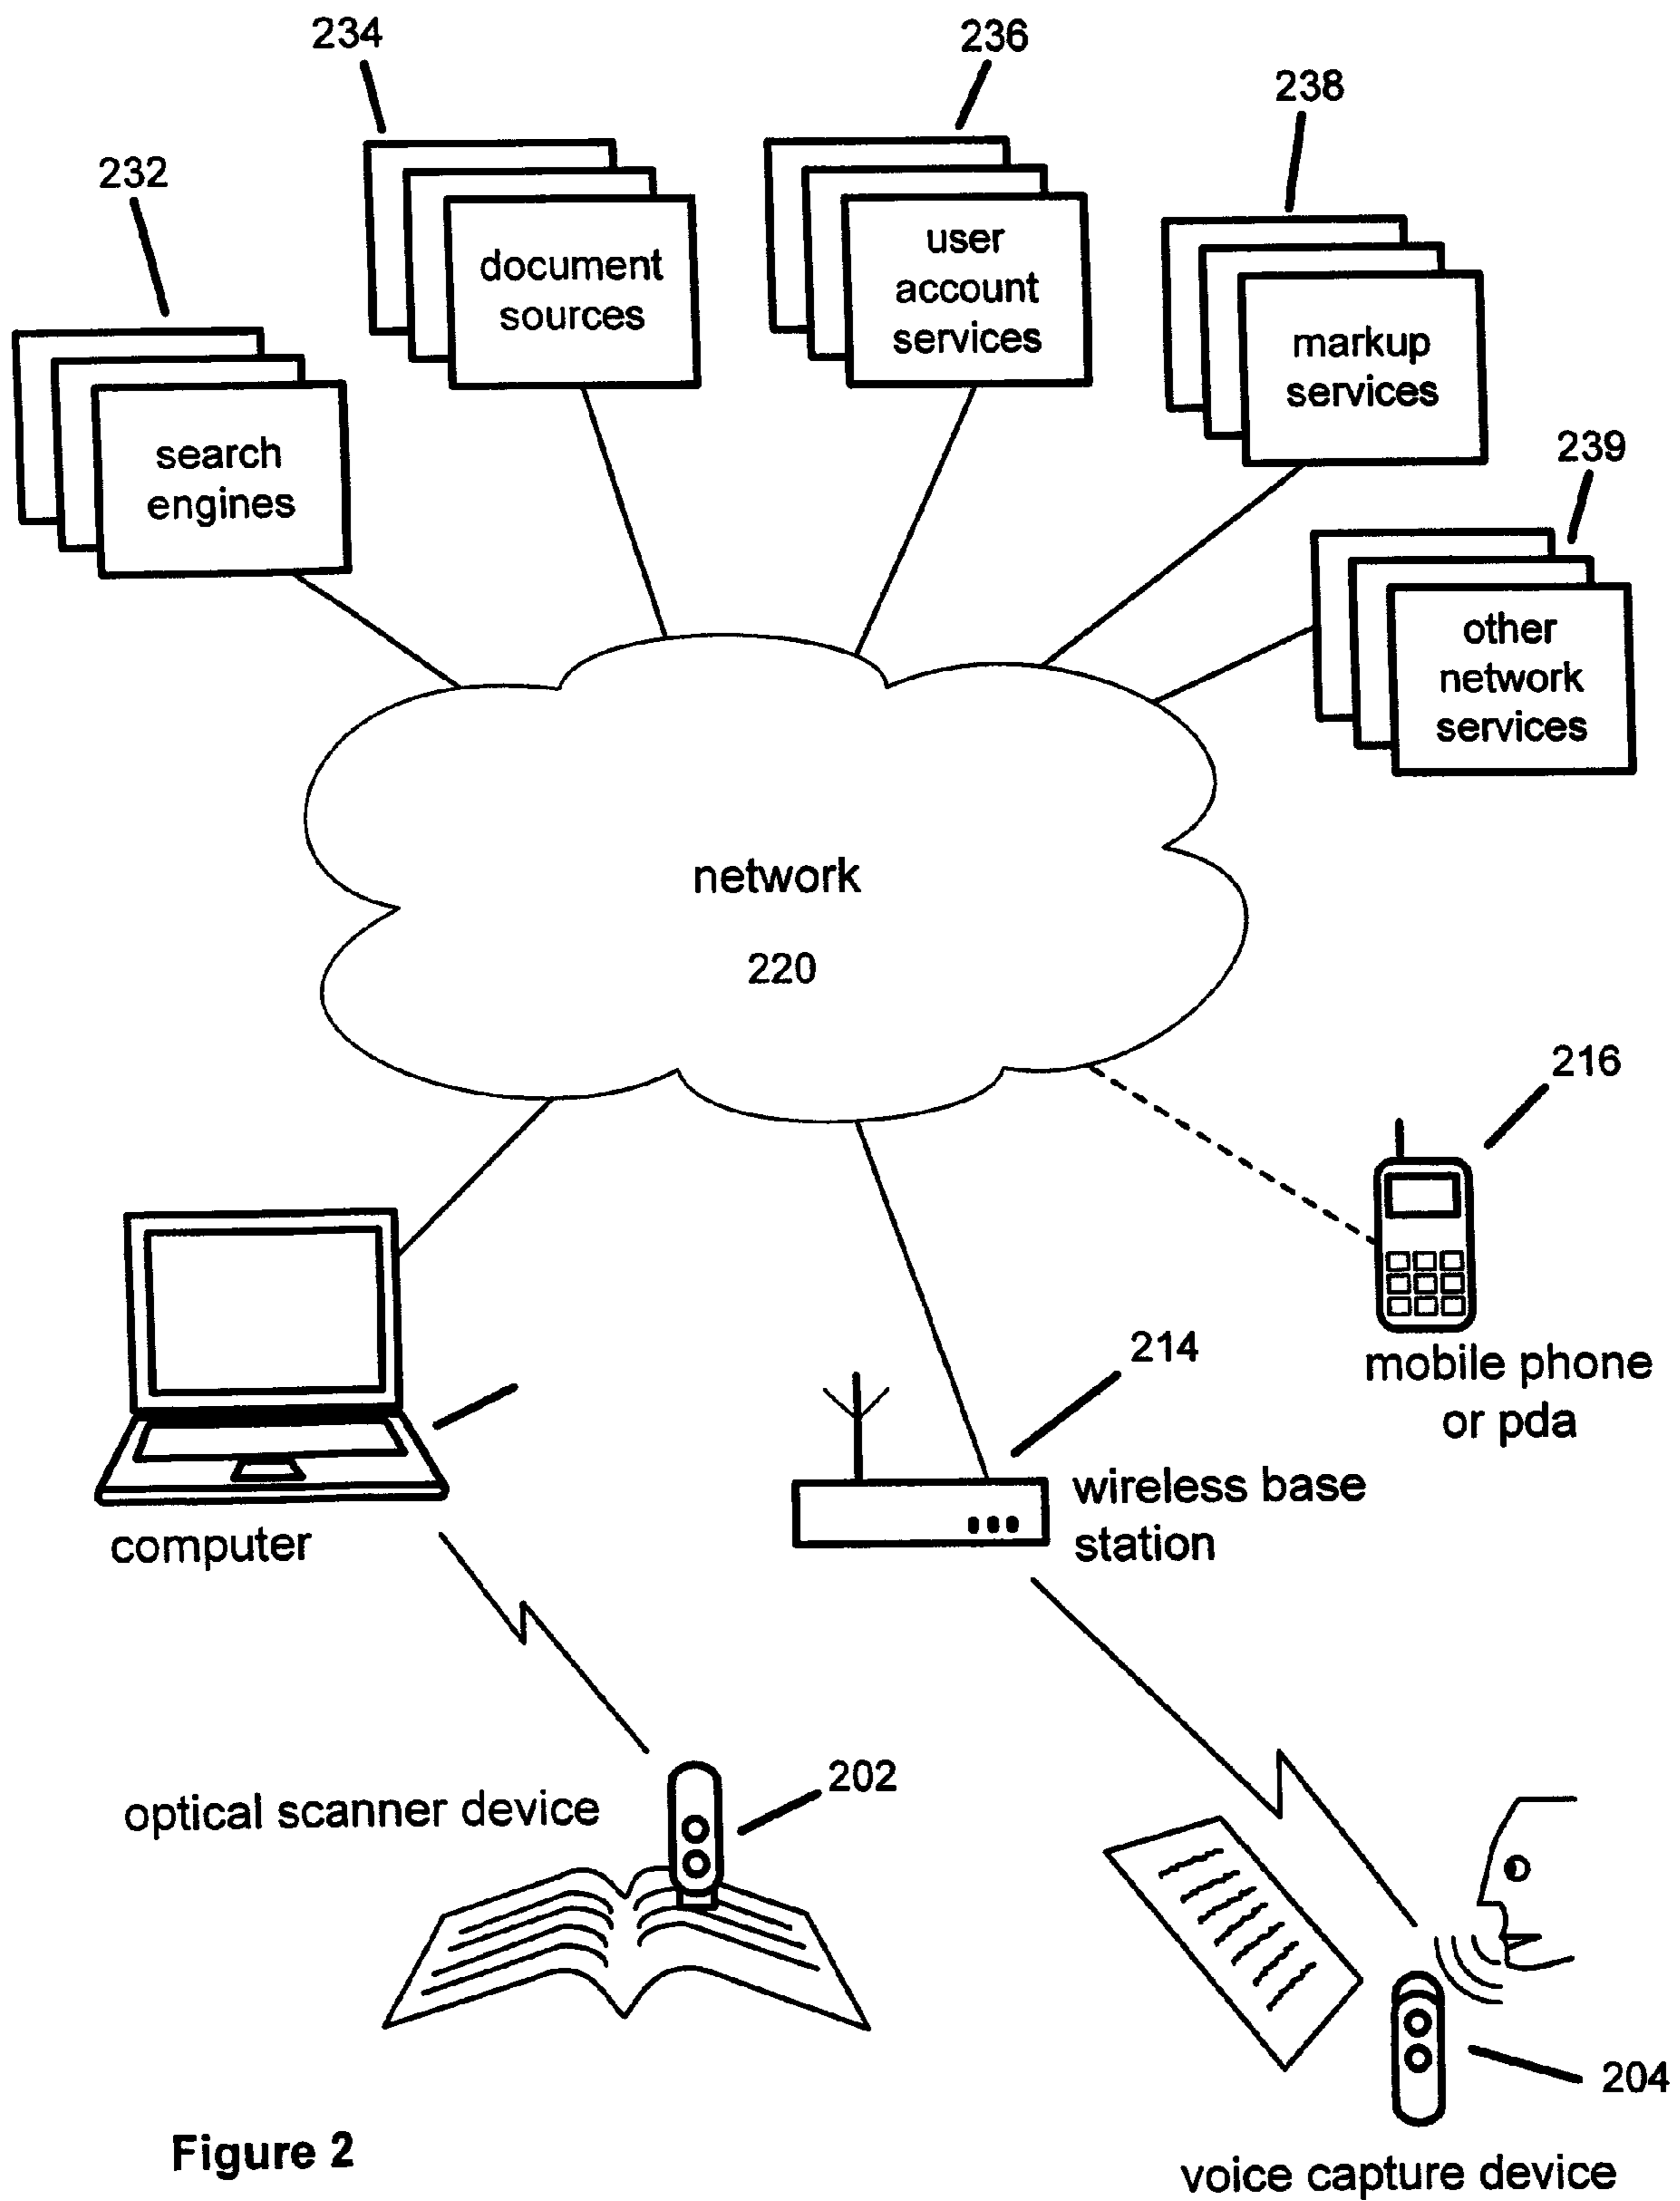 234
236
238
232
document
sources
user
account
services
markup
services
239
search
engines
other
network
services
network
220
216
mobile phone
or pda
214
wireless base
station
computer
202
optical scanner device
204
Figure 2
voice capture device